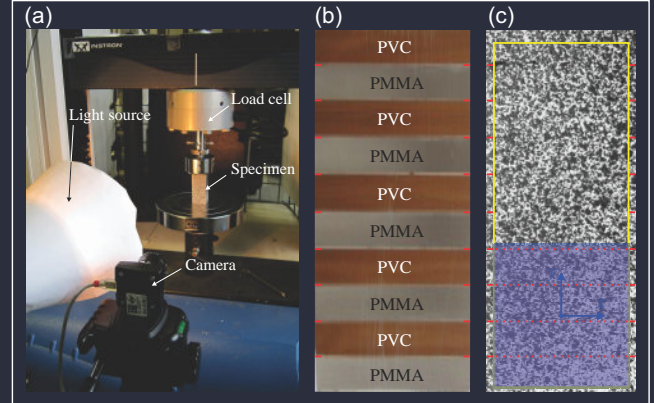 (a)
INSTRON
Load cell
Light source
Specimen
Camera
(b)
PVC
PMMA
PVC
PMMA
PVC
PMMA
PVC
PMMA
PVC
PMMA
(c)